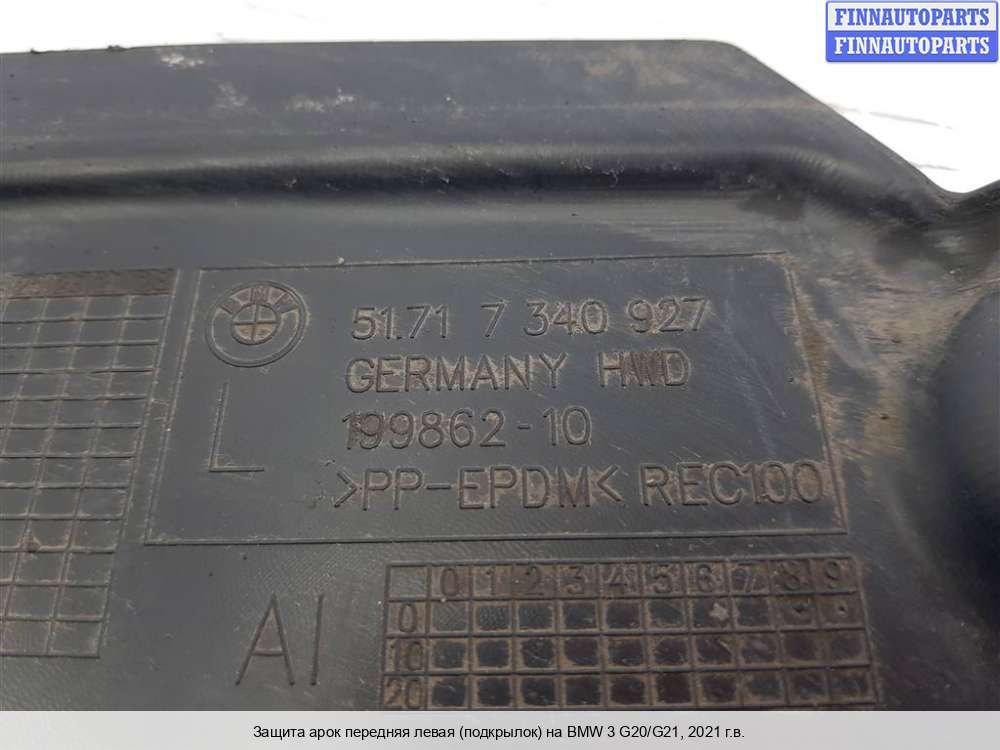 FINNAUTOPARTS
FINNAUTOPARTS
BMW
51.71 7 340 927
GERMANY HWD
L
199862-10
>PP-EPDM< REC100
AI
0 1 2 3 4 5 6 7 8 9
0
10
20
Защита арок передняя левая (подкрылок) на BMW 3 G20/G21, 2021 г.в.